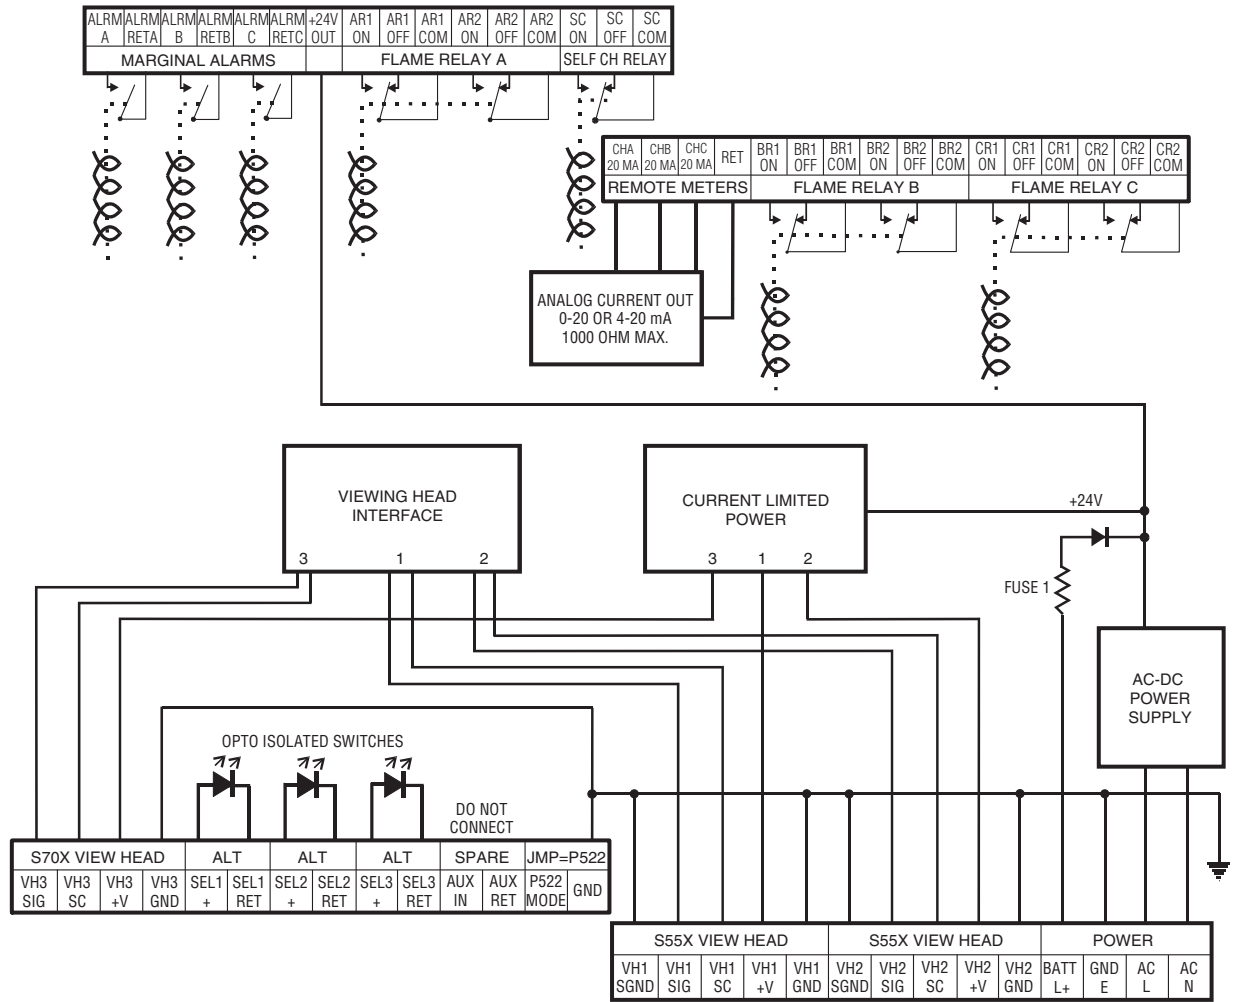 ALRM ALRM ALRM ALRM ALRM ALRM +24V AR1 AR1 AR1 AR2 AR2 AR2 SC SC SC
A RETA B RETB C RETC OUT ON OFF COM ON OFF COM ON OFF COM
MARGINAL ALARMS FLAME RELAY A SELF CH RELAY
CHA CHB CHC RET BR1 BR1 BR1 BR2 BR2 BR2 CR1 CR1 CR1 CR2 CR2 CR2
20 MA 20 MA 20 MA ON OFF COM ON OFF COM ON OFF COM ON OFF COM
REMOTE METERS FLAME RELAY B FLAME RELAY C
ANALOG CURRENT OUT
0-20 OR 4-20 mA
1000 OHM MAX.
VIEWING HEAD
INTERFACE
3 1 2
CURRENT LIMITED
POWER
3 1 2
+24V
FUSE 1
AC-DC
POWER
SUPPLY
OPTO ISOLATED SWITCHES
DO NOT
CONNECT
S70X VIEW HEAD ALT ALT ALT SPARE JMP=P522
VH3 VH3 VH3 VH3 SEL1 SEL1 SEL2 SEL2 SEL3 SEL3 AUX AUX P522 GND
SIG SC +V GND + RET + RET + RET IN RET MODE
S55X VIEW HEAD S55X VIEW HEAD POWER
VH1 VH1 VH1 VH1 VH1 VH2 VH2 VH2 VH2 VH2 BATT GND AC AC
SGND SIG SC +V GND SGND SIG SC +V GND L+ E L N